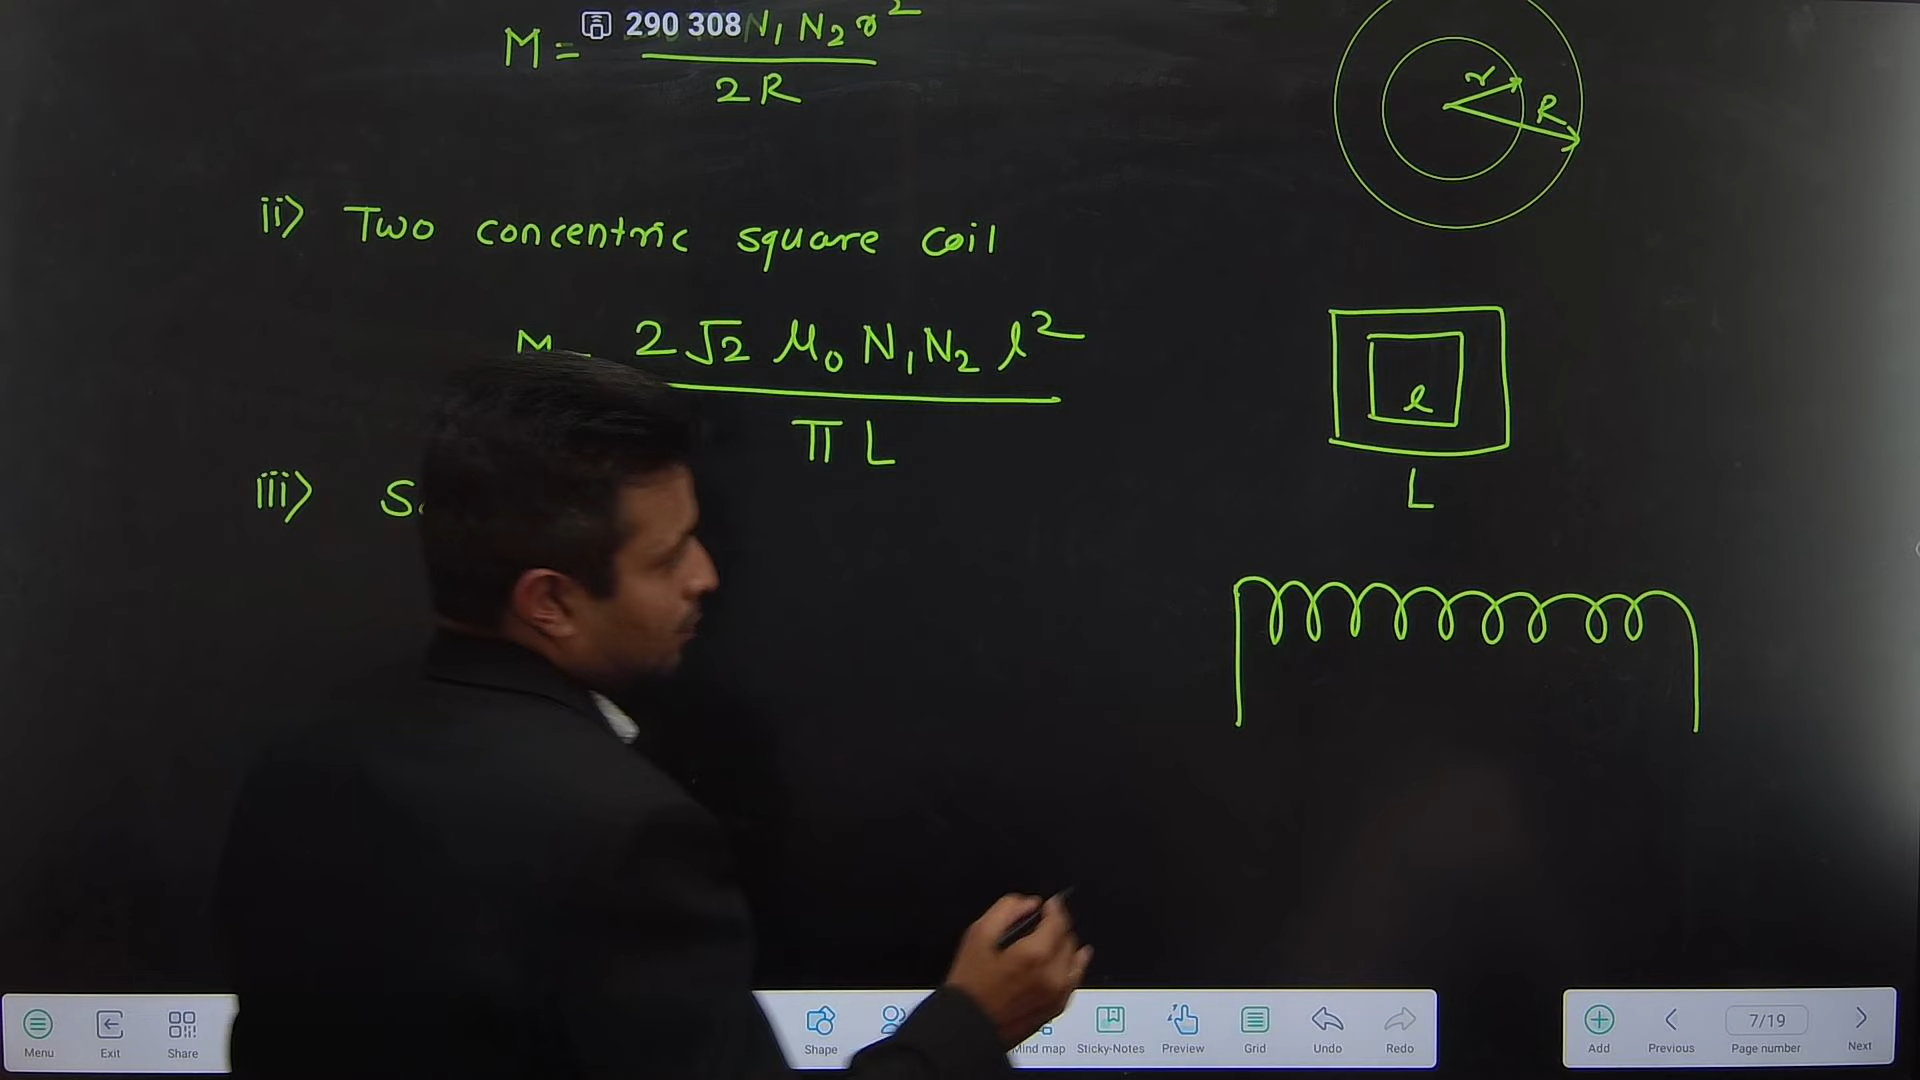 290 308
M = N₁ N₂ r²
2R
r
R
ii) Two concentric square coil
2√2 μ₀ N₁ N₂ l²
π L
l
L
iii)
Menu Exit Share Shape Mind map Sticky-Notes Preview Grid Undo Redo Add Previous 7/19 Page number Next